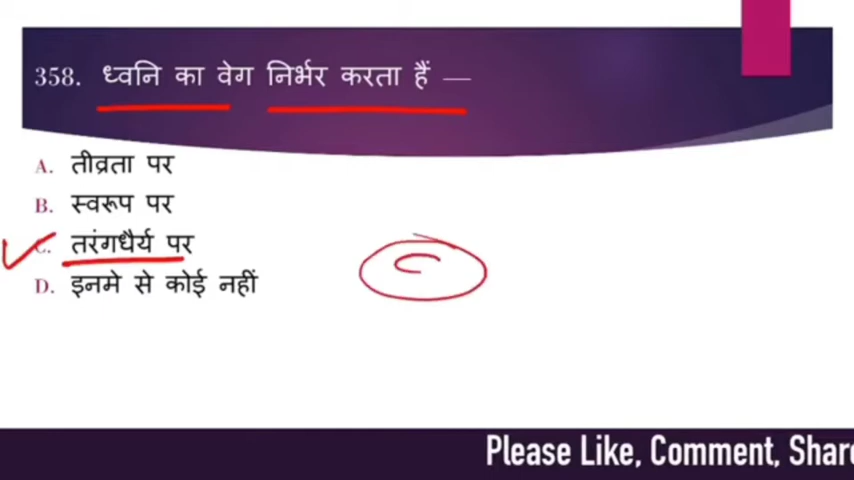 358. ध्वनि का वेग निर्भर करता हैं —
A. तीव्रता पर
B. स्वरूप पर
C. तरंगधैर्य पर
D. इनमे से कोई नहीं
C
Please Like, Comment, Share